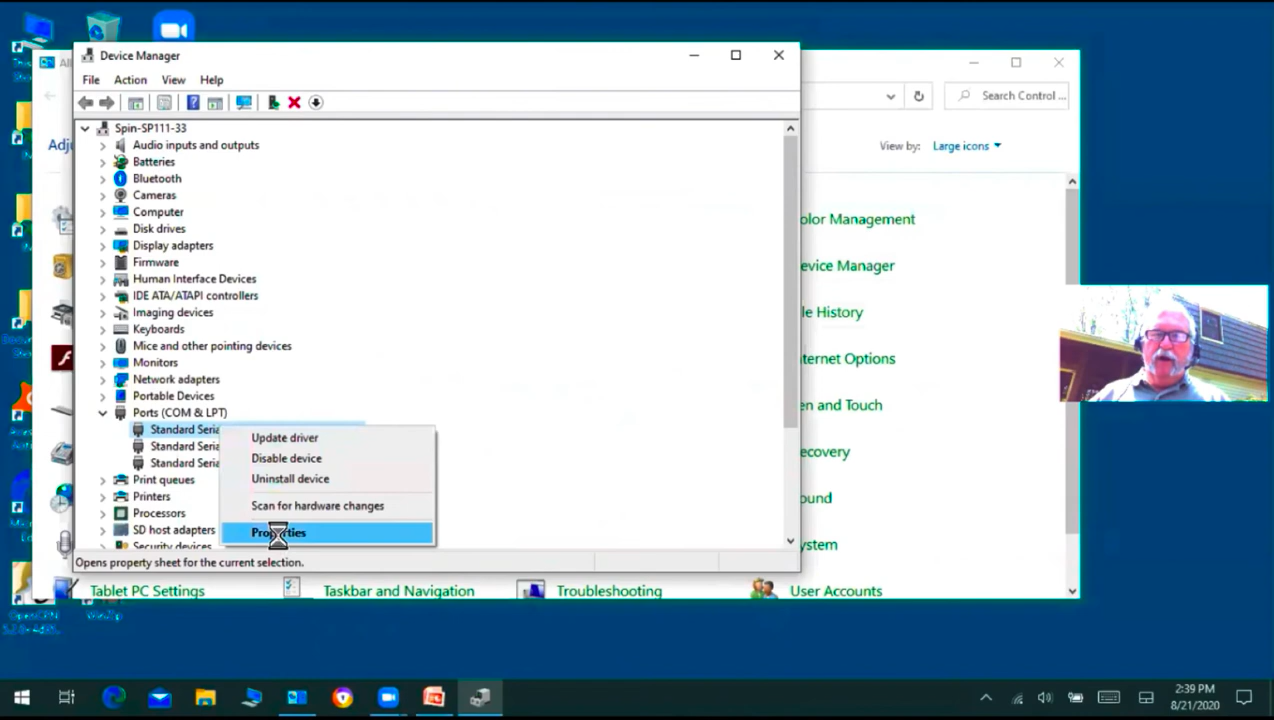 Device Manager
File Action View Help
Search Control ...
Spin-SP111-33
View by: Large icons
Audio inputs and outputs
Batteries
Bluetooth
Cameras
Computer
Disk drives
Display adapters
Firmware
Human Interface Devices
IDE ATA/ATAPI controllers
Imaging devices
Keyboards
Mice and other pointing devices
Monitors
Network adapters
Portable Devices
Ports (COM & LPT)
Standard Seria
Standard Seria
Standard Seria
Print queues
Printers
Processors
SD host adapters
Security devices
Update driver
Disable device
Uninstall device
Scan for hardware changes
Properties
Opens property sheet for the current selection.
Adju
olor Management
evice Manager
le History
nternet Options
en and Touch
ecovery
ound
ystem
Tablet PC Settings
Taskbar and Navigation
Troubleshooting
User Accounts
2:39 PM
8/21/2020